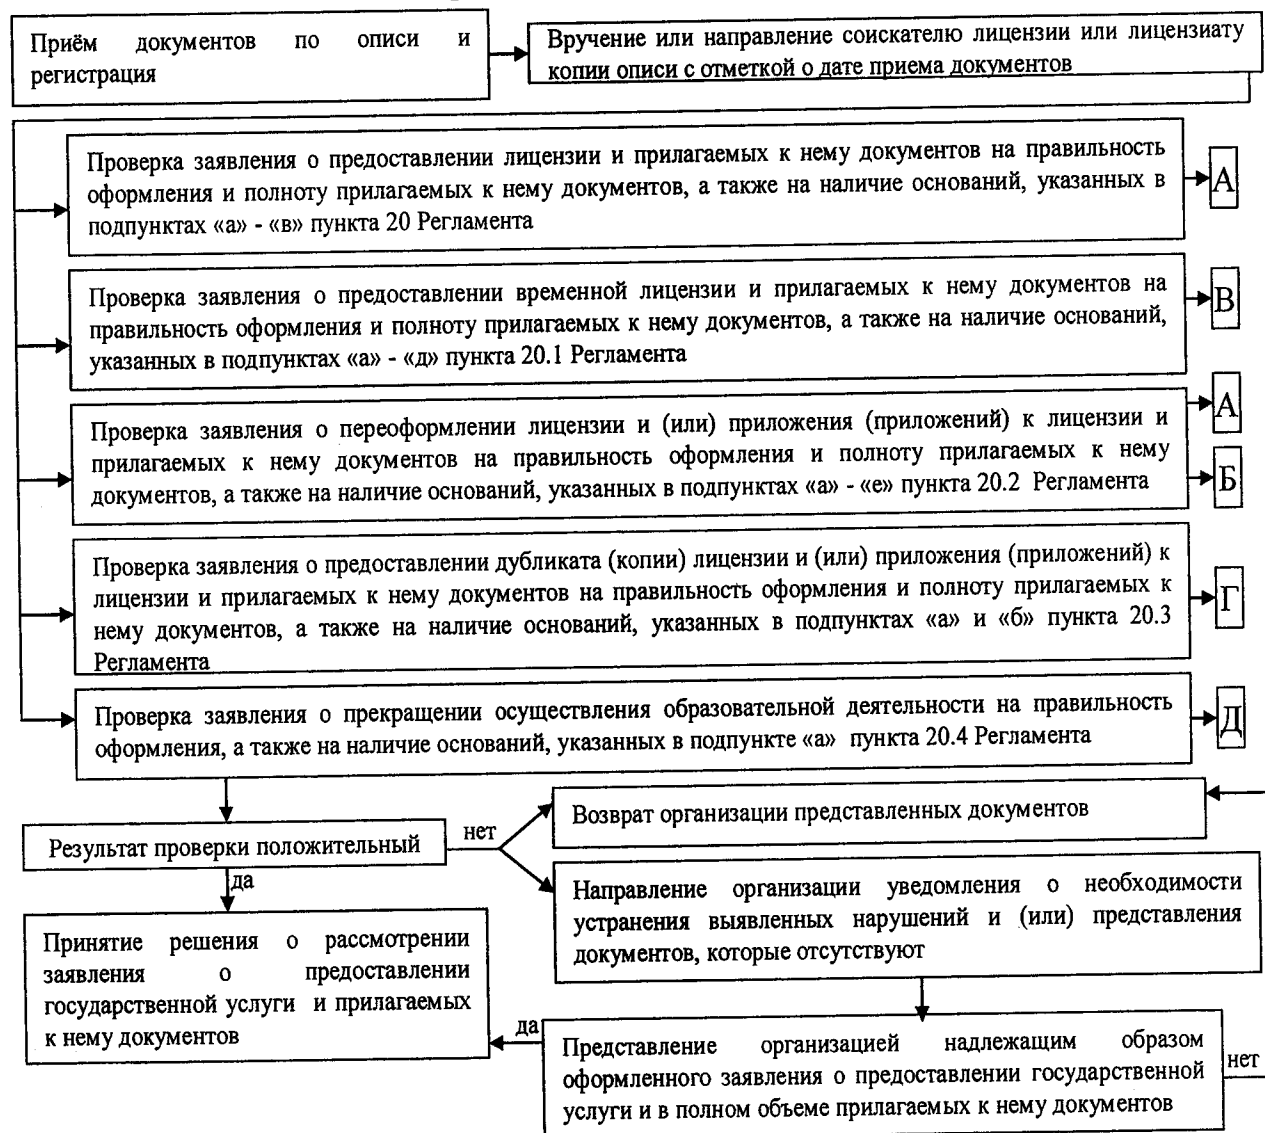 Приём документов по описи и
регистрация
Вручение или направление соискателю лицензии или лицензиату
копии описи с отметкой о дате приема документов
Проверка заявления о предоставлении лицензии и прилагаемых к нему документов на правильность
оформления и полноту прилагаемых к нему документов, а также на наличие оснований, указанных в
подпунктах «а» - «в» пункта 20 Регламента
А
Проверка заявления о предоставлении временной лицензии и прилагаемых к нему документов на
правильность оформления и полноту прилагаемых к нему документов, а также на наличие оснований,
указанных в подпунктах «а» - «д» пункта 20.1 Регламента
В
Проверка заявления о переоформлении лицензии и (или) приложения (приложений) к лицензии и
прилагаемых к нему документов на правильность оформления и полноту прилагаемых к нему
документов, а также на наличие оснований, указанных в подпунктах «а» - «е» пункта 20.2 Регламента
А
Б
Проверка заявления о предоставлении дубликата (копии) лицензии и (или) приложения (приложений) к
лицензии и прилагаемых к нему документов на правильность оформления и полноту прилагаемых к
нему документов, а также на наличие оснований, указанных в подпунктах «а» и «б» пункта 20.3
Регламента
Г
Проверка заявления о прекращении осуществления образовательной деятельности на правильность
оформления, а также на наличие оснований, указанных в подпункте «а» пункта 20.4 Регламента
Д
Результат проверки положительный
нет
Возврат организации представленных документов
Направление организации уведомления о необходимости
устранения выявленных нарушений и (или) представления
документов, которые отсутствуют
да
Принятие решения о рассмотрении
заявления о предоставлении
государственной услуги и прилагаемых
к нему документов
да
Представление организацией надлежащим образом
оформленного заявления о предоставлении государственной
услуги и в полном объеме прилагаемых к нему документов
нет